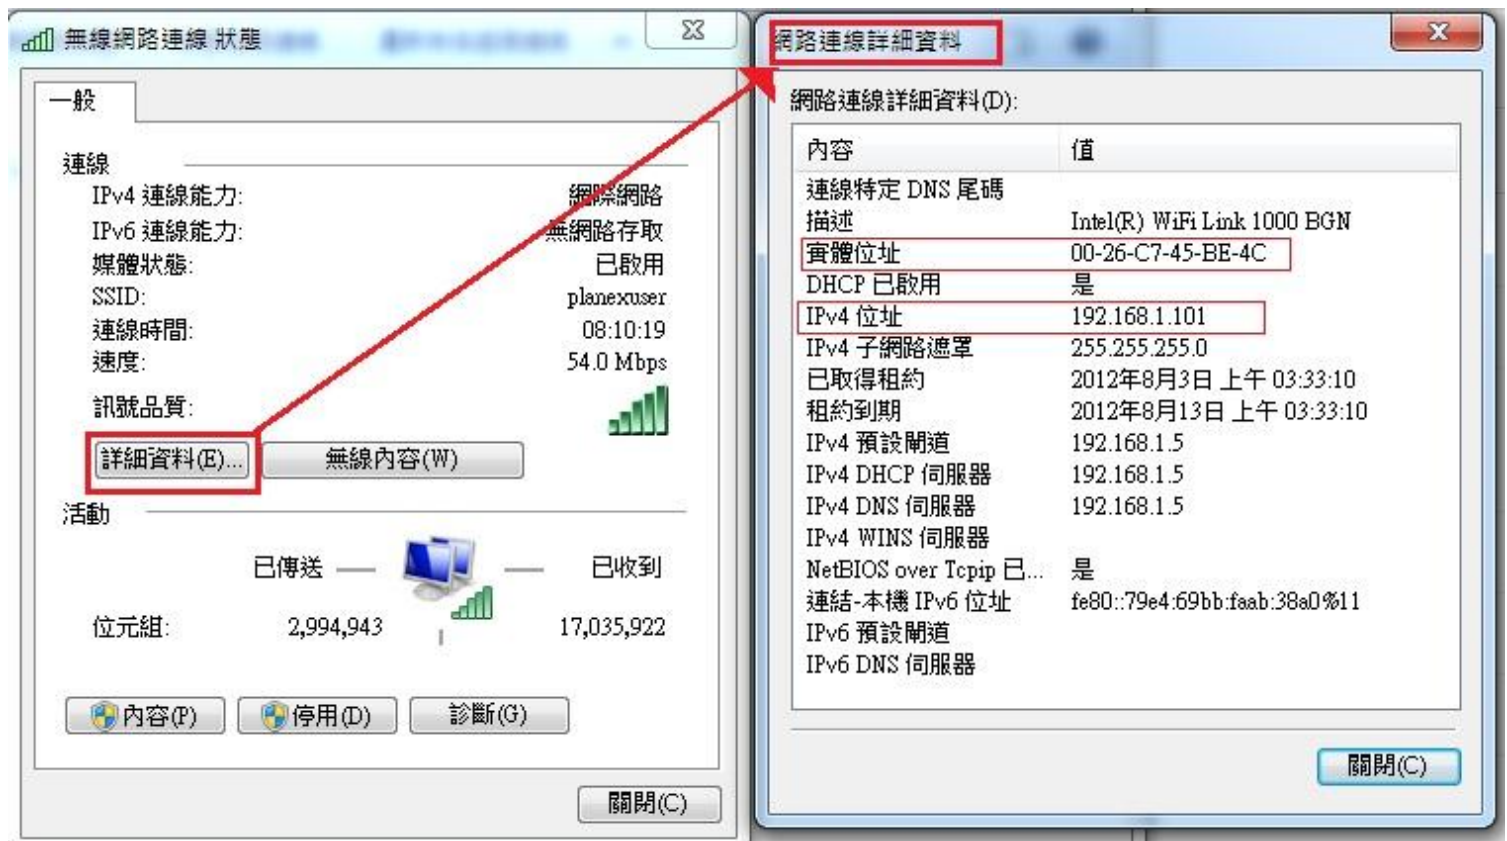 無線網路連線 狀態
一般
連線
IPv4 連線能力: 網際網路
IPv6 連線能力: 無網路存取
媒體狀態: 已啟用
SSID: planexuser
連線時間: 08:10:19
速度: 54.0 Mbps
訊號品質:
詳細資料(E)... 無線內容(W)
活動
已傳送 已收到
位元組: 2,994,943 17,035,922
內容(P) 停用(D) 診斷(G)
關閉(C)
網路連線詳細資料
網路連線詳細資料(D):
內容 值
連線特定 DNS 尾碼
描述 Intel(R) WiFi Link 1000 BGN
實體位址 00-26-C7-45-BE-4C
DHCP 已啟用 是
IPv4 位址 192.168.1.101
IPv4 子網路遮罩 255.255.255.0
已取得租約 2012年8月3日 上午 03:33:10
租約到期 2012年8月13日 上午 03:33:10
IPv4 預設閘道 192.168.1.5
IPv4 DHCP 伺服器 192.168.1.5
IPv4 DNS 伺服器 192.168.1.5
IPv4 WINS 伺服器
NetBIOS over Tcpip 已... 是
連結-本機 IPv6 位址 fe80::79e4:69bb:faab:38a0%11
IPv6 預設閘道
IPv6 DNS 伺服器
關閉(C)